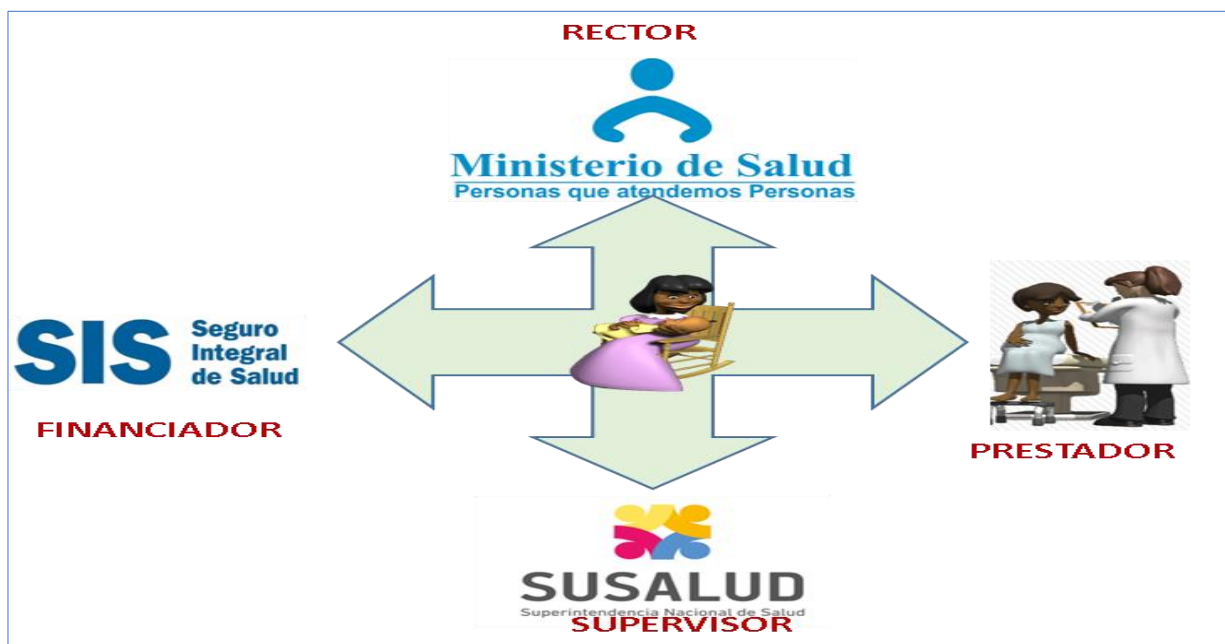 RECTOR
Ministerio de Salud
Personas que atendemos Personas
SIS
Seguro
Integral
de Salud
FINANCIADOR
PRESTADOR
SUSALUD
Superintendencia Nacional de Salud
SUPERVISOR